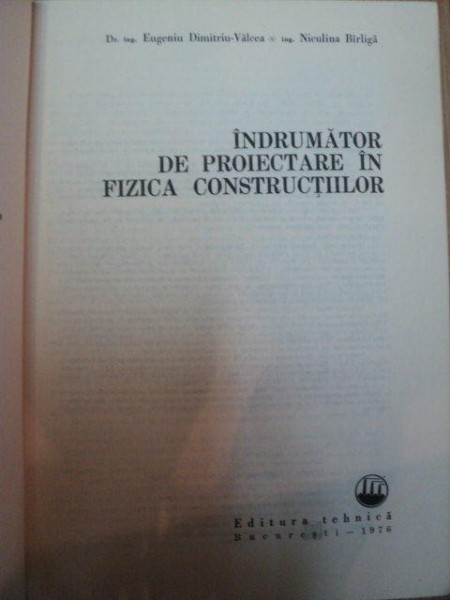 Dr. ing. Eugeniu Dimitriu-Vâlcea * ing. Niculina Bîrligă
ÎNDRUMĂTOR
DE PROIECTARE ÎN
FIZICA CONSTRUCȚIILOR
Editura tehnică
București — 1976